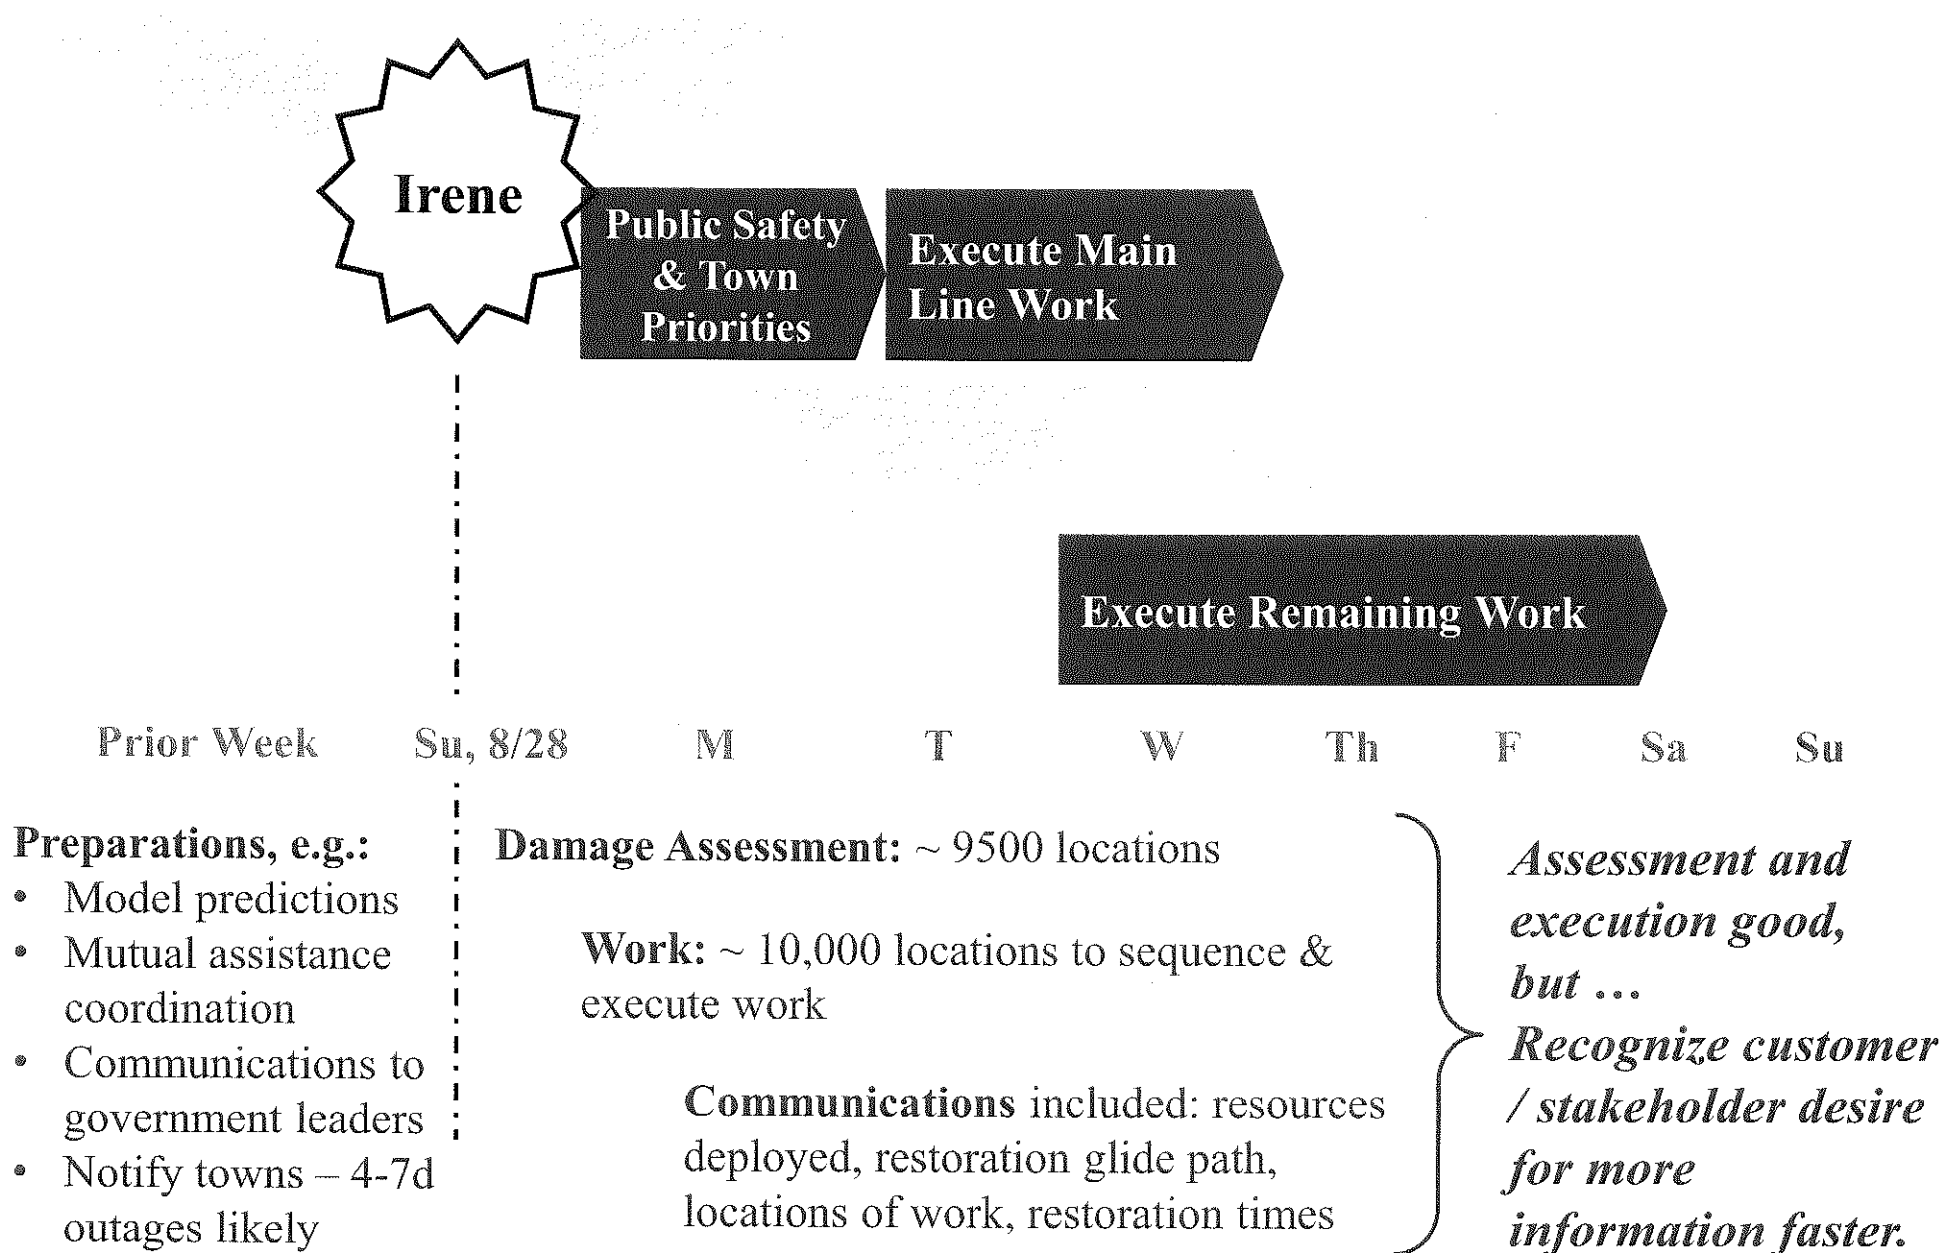 Irene
Public Safety
& Town
Priorities
Execute Main
Line Work
Execute Remaining Work
Prior Week Su, 8/28 M T W Th F Sa Su
Preparations, e.g.:
• Model predictions
• Mutual assistance
coordination
• Communications to
government leaders
• Notify towns – 4-7d
outages likely
Damage Assessment: ~ 9500 locations
Work: ~ 10,000 locations to sequence &
execute work
Communications included: resources
deployed, restoration glide path,
locations of work, restoration times
Assessment and
execution good,
but …
Recognize customer
/ stakeholder desire
for more
information faster.